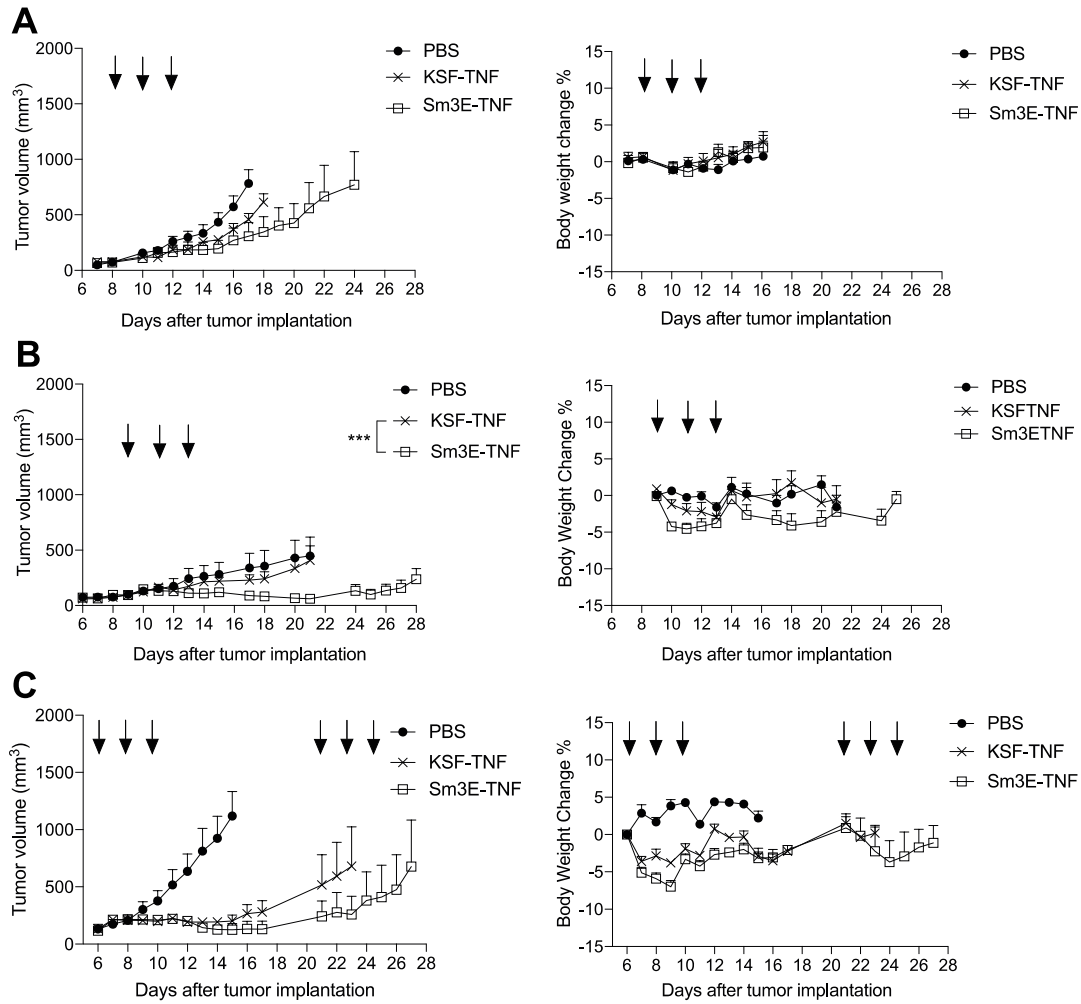 A
2000
1500
1000
500
0
Tumor volume (mm³)
6 8 10 12 14 16 18 20 22 24 26 28
Days after tumor implantation
PBS
KSF-TNF
Sm3E-TNF
15
10
5
0
-5
-10
-15
Body weight change %
6 8 10 12 14 16 18 20 22 24 26 28
Days after tumor implantation
PBS
KSF-TNF
Sm3E-TNF
B
2000
1500
1000
500
0
Tumor volume (mm³)
6 8 10 12 14 16 18 20 22 24 26 28
Days after tumor implantation
PBS
KSF-TNF
***
Sm3E-TNF
15
10
5
0
-5
-10
-15
Body Weight Change %
6 8 10 12 14 16 18 20 22 24 26 28
Days after tumor implantation
PBS
KSFTNF
Sm3ETNF
C
2000
1500
1000
500
0
Tumor volume (mm³)
6 8 10 12 14 16 18 20 22 24 26 28
Days after tumor implantation
PBS
KSF-TNF
Sm3E-TNF
15
10
5
0
-5
-10
-15
Body Weight Change %
6 8 10 12 14 16 18 20 22 24 26 28
Days after tumor implantation
PBS
KSF-TNF
Sm3E-TNF